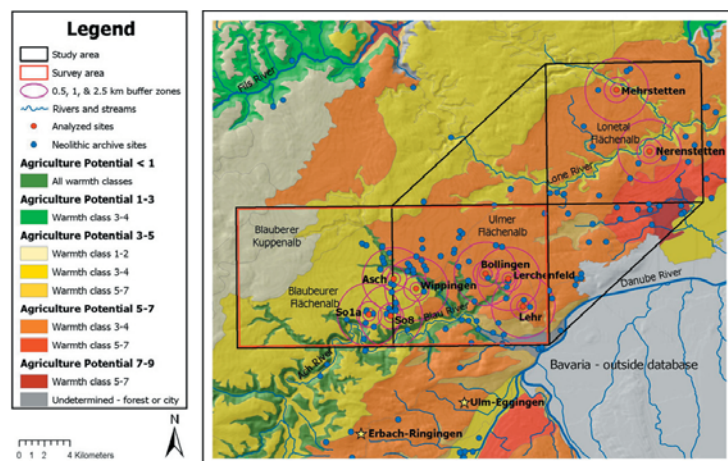 Legend
Study area
Survey area
0.5, 1, & 2.5 km buffer zones
Rivers and streams
Analyzed sites
Neolithic archive sites
Agriculture Potential < 1
All warmth classes
Agriculture Potential 1-3
Warmth class 3-4
Agriculture Potential 3-5
Warmth class 1-2
Warmth class 3-4
Warmth class 5-7
Agriculture Potential 5-7
Warmth class 3-4
Warmth class 5-7
Agriculture Potential 7-9
Warmth class 5-7
Undetermined - forest or city
N
0 1 2 4 Kilometers
Fils River
Mehrstetten
Lonetal
Flächenalb
Nerenstetten
Lone River
Blauberer
Kuppenalb
Ulmer
Flächenalb
Bollingen
Lerchenfeld
Asch
Wippingen
Blaubeurer
Flächenalb
Danube River
So1a
So8
Blau River
Lehr
Ach River
Bavaria - outside database
Ulm-Eggingen
Erbach-Ringingen